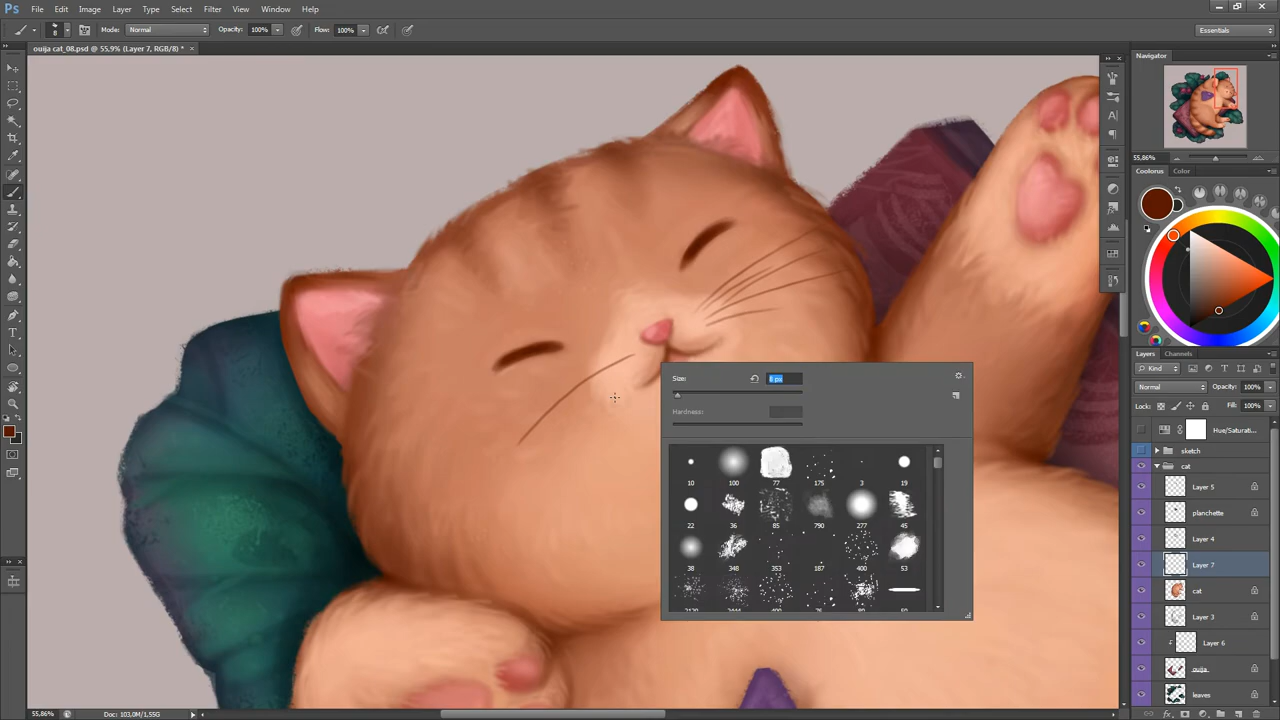 Ps File Edit Image Layer Type Select Filter View Window Help
8 Mode: Normal Opacity: 100% Flow: 100% Essentials
ouija cat_08.psd @ 55,9% (Layer 7, RGB/8) *
Navigator
55,86%
Coolorus Color
Layers Channels
Kind
Normal Opacity: 100%
Lock: Fill: 100%
Hue/Saturati...
sketch
cat
Layer 5
planchette
Layer 4
Layer 7
cat
Layer 3
Layer 6
ouija
leaves
Size: 8 px
Hardness:
10 100 77 175 3 19
22 36 85 790 277 45
38 348 353 187 400 53
55,86% Doc: 103,0M/1,55G